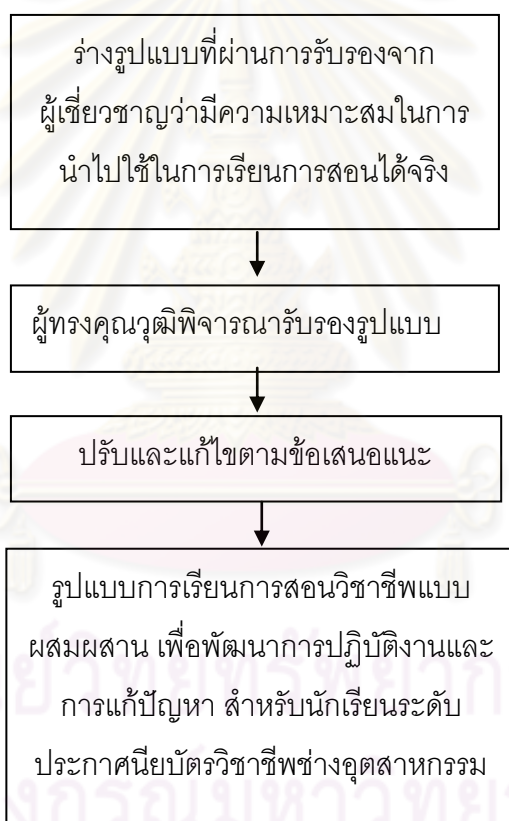 ร่างรูปแบบที่ผ่านการรับรองจาก
ผู้เชี่ยวชาญว่ามีความเหมาะสมในการ
นำไปใช้ในการเรียนการสอนได้จริง
ผู้ทรงคุณวุฒิพิจารณารับรองรูปแบบ
ปรับและแก้ไขตามข้อเสนอแนะ
รูปแบบการเรียนการสอนวิชาชีพแบบ
ผสมผสาน เพื่อพัฒนาการปฏิบัติงานและ
การแก้ปัญหา สำหรับนักเรียนระดับ
ประกาศนียบัตรวิชาชีพช่างอุตสาหกรรม